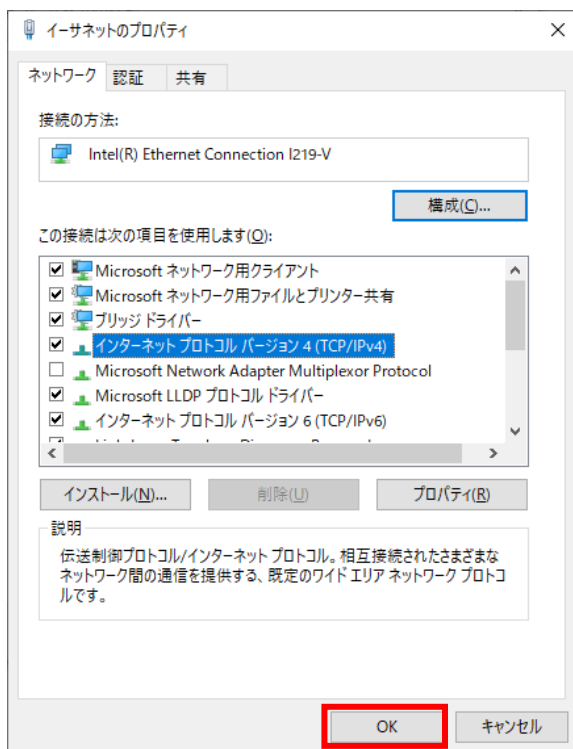 イーサネットのプロパティ
ネットワーク 認証 共有
接続の方法:
Intel(R) Ethernet Connection I219-V
構成(C)...
この接続は次の項目を使用します(O):
Microsoft ネットワーク用クライアント
Microsoft ネットワーク用ファイルとプリンター共有
ブリッジ ドライバー
インターネット プロトコル バージョン 4 (TCP/IPv4)
Microsoft Network Adapter Multiplexor Protocol
Microsoft LLDP プロトコル ドライバー
インターネット プロトコル バージョン 6 (TCP/IPv6)
インストール(N)... 削除(U) プロパティ(R)
説明
伝送制御プロトコル/インターネット プロトコル。相互接続されたさまざまな
ネットワーク間の通信を提供する、既定のワイド エリア ネットワーク プロトコ
ルです。
OK キャンセル